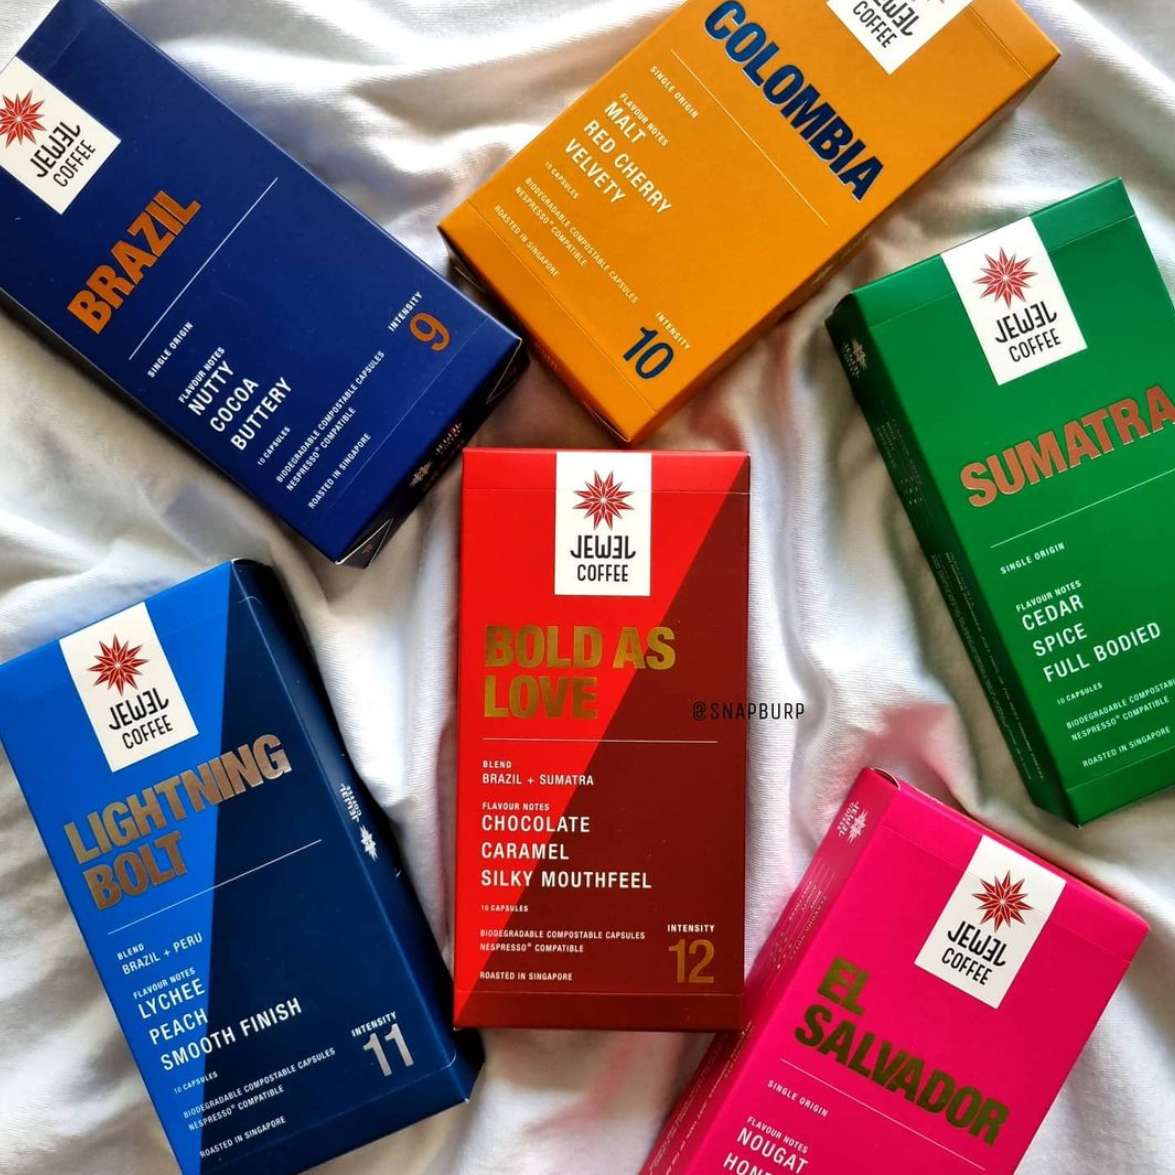 JEWEL
COFFEE
BRAZIL
SINGLE ORIGIN
FLAVOUR NOTES
NUTTY
COCOA
BUTTERY
10 CAPSULES
BIODEGRADABLE COMPOSTABLE CAPSULES
NESPRESSO® COMPATIBLE
ROASTED IN SINGAPORE
INTENSITY
9
JEWEL
COFFEE
COLOMBIA
SINGLE ORIGIN
FLAVOUR NOTES
MALT
RED CHERRY
VELVETY
10 CAPSULES
BIODEGRADABLE COMPOSTABLE CAPSULES
NESPRESSO® COMPATIBLE
ROASTED IN SINGAPORE
INTENSITY
10
JEWEL
COFFEE
SUMATRA
SINGLE ORIGIN
FLAVOUR NOTES
CEDAR
SPICE
FULL BODIED
10 CAPSULES
BIODEGRADABLE COMPOSTABLE
NESPRESSO® COMPATIBLE
ROASTED IN SINGAPORE
JEWEL
COFFEE
BOLD AS
LOVE
@SNAPBURP
BLEND
BRAZIL + SUMATRA
FLAVOUR NOTES
CHOCOLATE
CARAMEL
SILKY MOUTHFEEL
10 CAPSULES
BIODEGRADABLE COMPOSTABLE CAPSULES
NESPRESSO® COMPATIBLE
ROASTED IN SINGAPORE
INTENSITY
12
JEWEL
COFFEE
LIGHTNING
BOLT
BLEND
BRAZIL + PERU
FLAVOUR NOTES
LYCHEE
PEACH
SMOOTH FINISH
10 CAPSULES
BIODEGRADABLE COMPOSTABLE CAPSULES
NESPRESSO® COMPATIBLE
ROASTED IN SINGAPORE
INTENSITY
11
JEWEL
COFFEE
JEWEL
COFFEE
EL
SALVADOR
SINGLE ORIGIN
FLAVOUR NOTES
NOUGAT